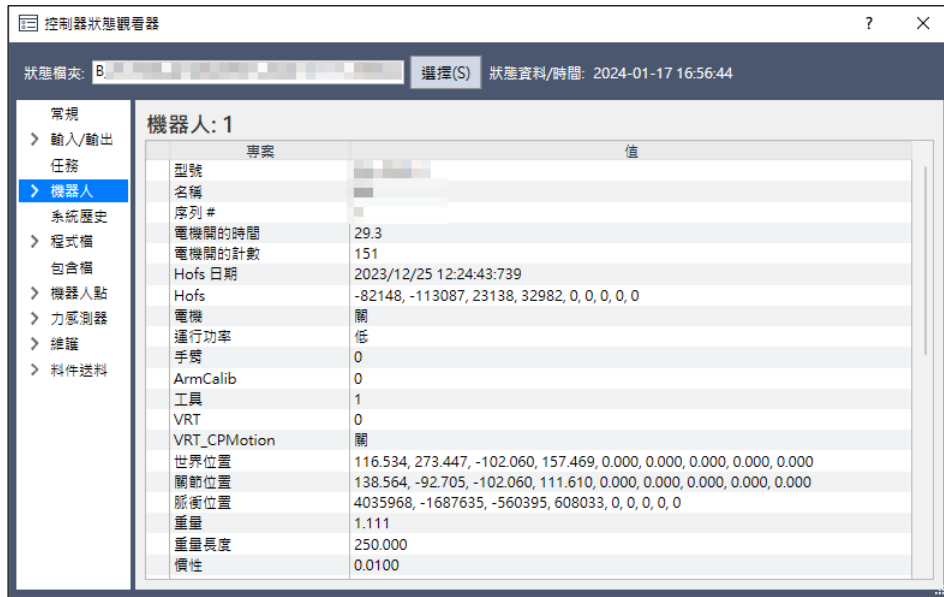 控制器狀態觀看器 ?
狀態檔夾: B 選擇(S) 狀態資料/時間: 2024-01-17 16:56:44
常規
輸入/輸出
任務
機器人
系統歷史
程式檔
包含檔
機器人點
力感測器
維護
料件送料
機器人: 1
專案 值
型號
名稱
序列 #
電機開的時間 29.3
電機開的計數 151
Hofs 日期 2023/12/25 12:24:43:739
Hofs -82148, -113087, 23138, 32982, 0, 0, 0, 0, 0
電機 關
運行功率 低
手臂 0
ArmCalib 0
工具 1
VRT 0
VRT_CPMotion 關
世界位置 116.534, 273.447, -102.060, 157.469, 0.000, 0.000, 0.000, 0.000, 0.000
關節位置 138.564, -92.705, -102.060, 111.610, 0.000, 0.000, 0.000, 0.000, 0.000
脈衝位置 4035968, -1687635, -560395, 608033, 0, 0, 0, 0, 0
重量 1.111
重量長度 250.000
慣性 0.0100